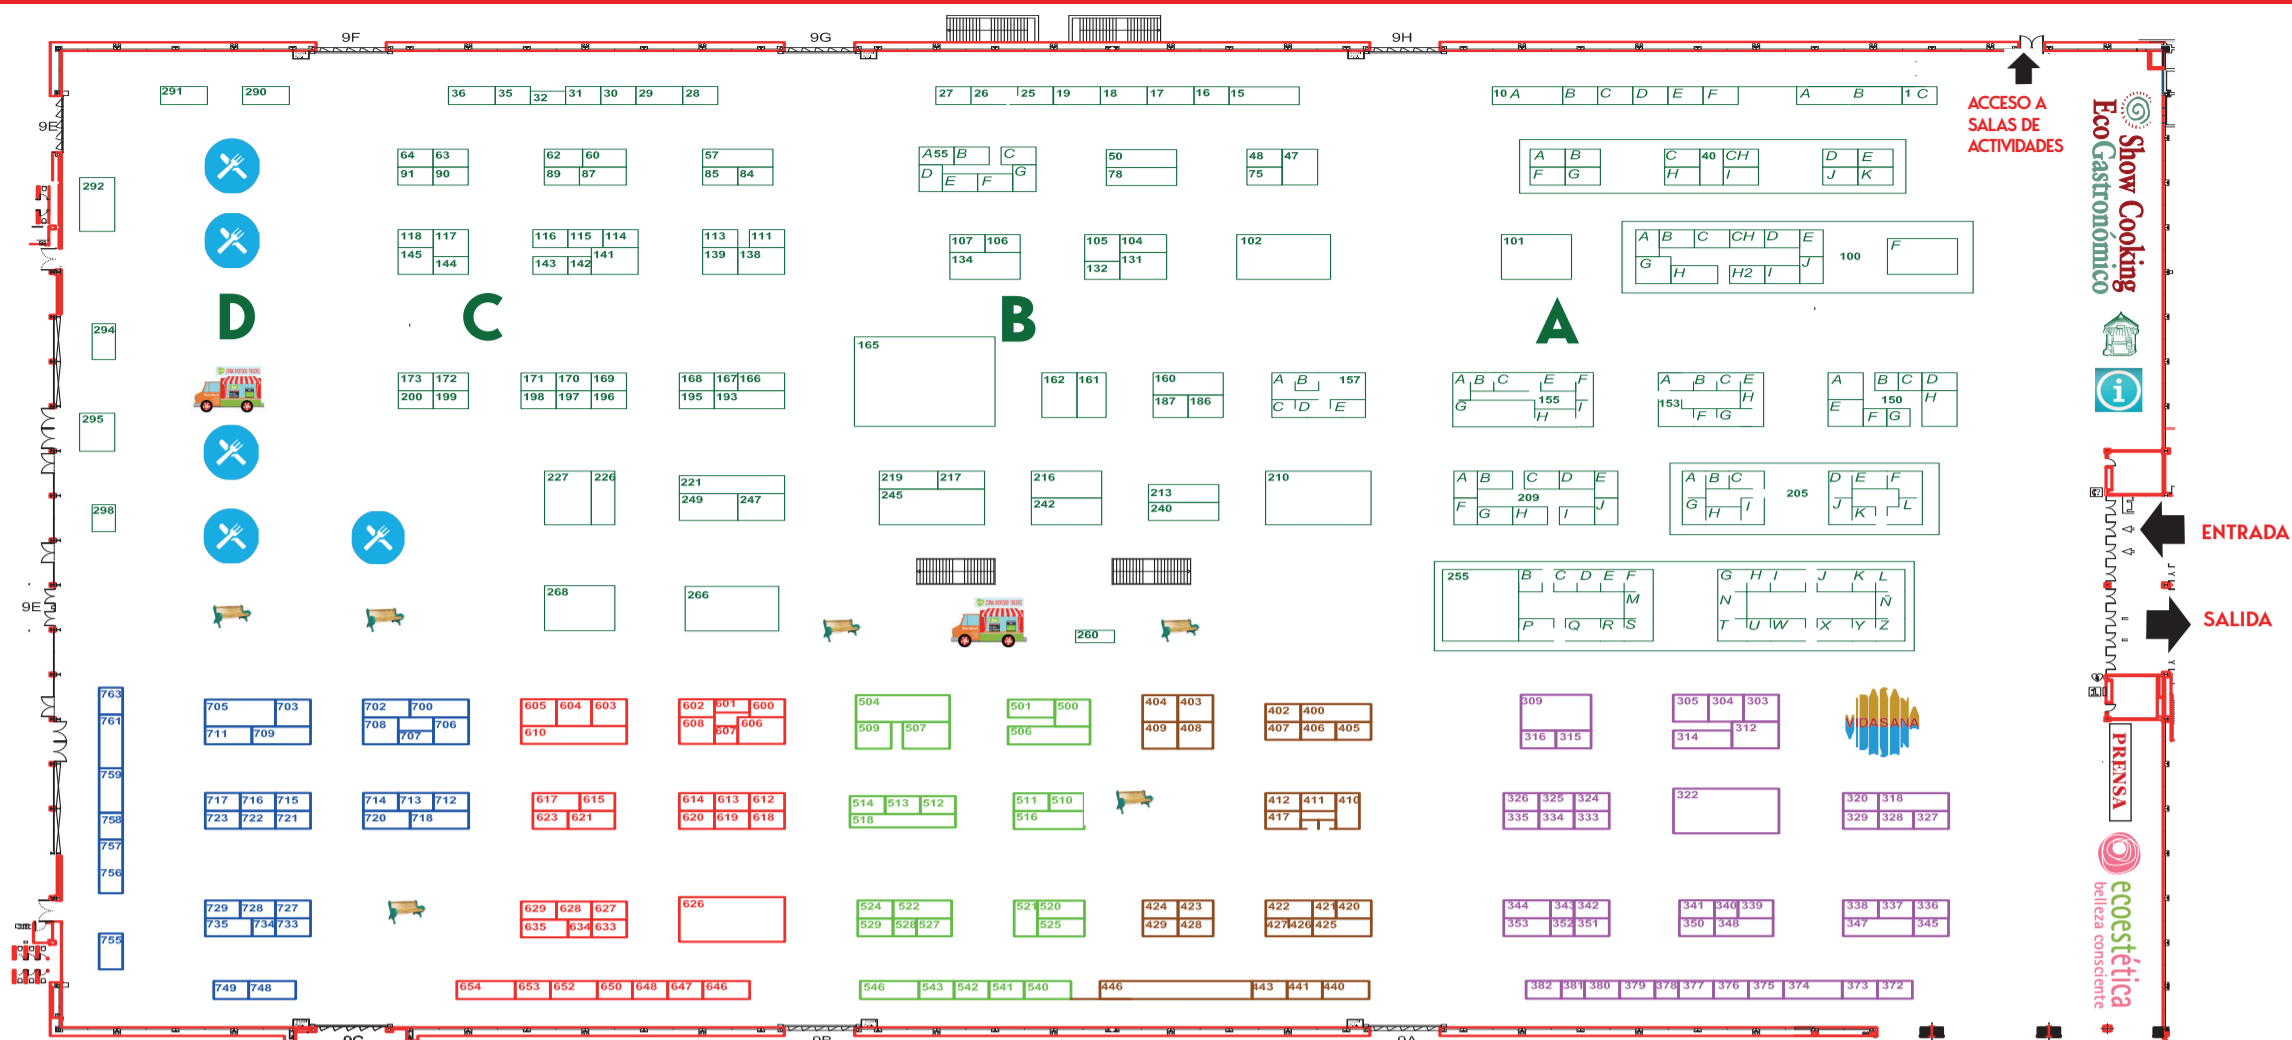 9F 9G 9H
291 290 36 35 32 31 30 29 28 27 26 25 19 18 17 16 15 10 A B C D E F A B 1 C
ACCESO A
SALAS DE
ACTIVIDADES
9E
Show Cooking
EcoGastronómico
64 63 62 60 57 A 55 B C 50 48 47 A B C 40 CH D E
91 90 89 87 85 84 D E F G 78 75 F G H I J K
292
118 117 116 115 114 113 111 107 106 105 104 102 101 A B C CH D E F
145 144 143 142 141 139 138 134 132 131 G H H2 I J 100
D C B A
294
165
173 172 171 170 169 168 167 166 162 161 160 A B 157 A B C E F A B C E A B C D
200 199 198 197 196 195 193 187 186 C D E G 155 H I 153 F G H E 150 F G H
295
i
227 226 221 219 217 216 213 210 A B C D E A B C D E F
249 247 245 242 240 F G H 209 I J G H I 205 J K L
298
ENTRADA
268 266 260 255 B C D E F G H I J K L
M N Ñ
P Q R S T U W X Y Z
9E
SALIDA
763 705 703 702 700 605 604 603 602 601 600 504 501 500 404 403 402 400 309 305 304 303
VIDASANA
761 711 709 708 707 706 610 608 607 606 509 507 506 409 408 407 406 405 316 315 314 312
PRENSA
759 717 716 715 714 713 712 617 615 614 613 612 514 513 512 511 510 412 411 410 326 325 324 322 320 318
758 723 722 721 720 718 623 621 620 619 618 518 516 417 335 334 333 329 328 327
757
756
ecoestética
belleza consciente
729 728 727 629 628 627 626 524 522 521 520 424 423 422 421 420 344 343 342 341 340 339 338 337 336
735 734 733 635 634 633 529 528 527 525 429 428 427 426 425 353 352 351 350 348 347 345
755
749 748 654 653 652 650 648 647 646 546 543 542 541 540 446 443 441 440 382 381 380 379 378 377 376 375 374 373 372
9C 9B 9A